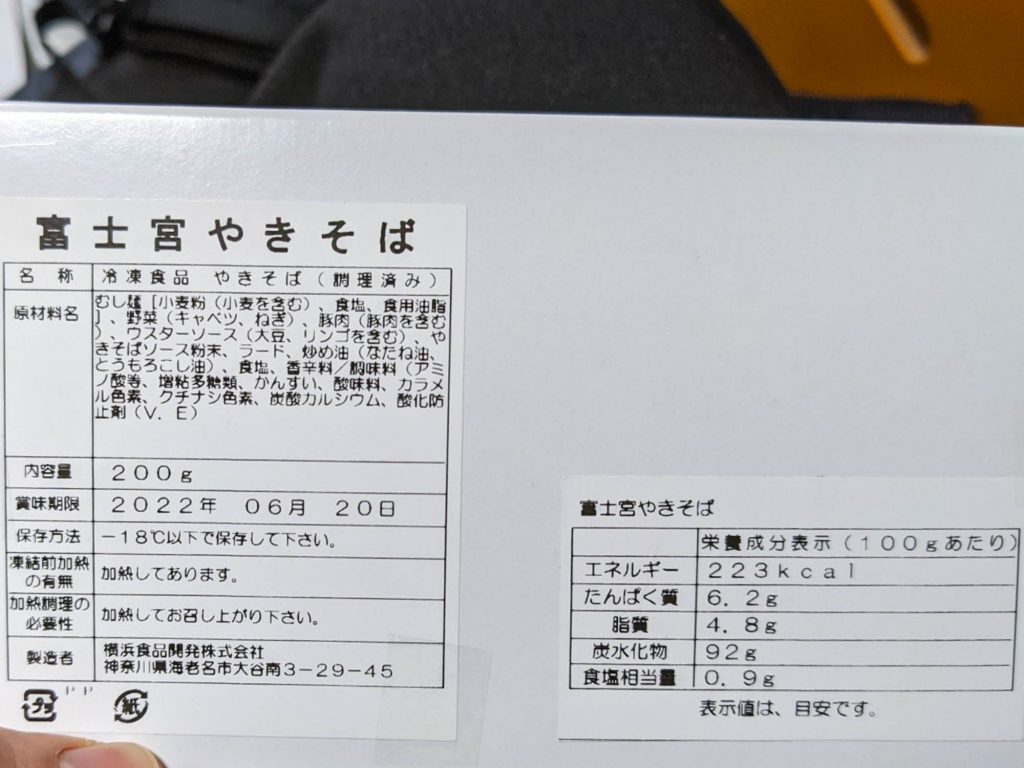 富士宮やきそば
名称 冷凍食品 やきそば（調理済み）
原材料名 むし麺［小麦粉（小麦を含む）、食塩、食用油脂
］、野菜（キャベツ、ねぎ）、豚肉（豚肉を含む
）、ウスターソース（大豆、リンゴを含む）、や
きそばソース粉末、ラード、炒め油（なたね油、
とうもろこし油）、食塩、香辛料／調味料（アミ
ノ酸等、増粘多糖類、かんすい、酸味料、カラメ
ル色素、クチナシ色素、炭酸カルシウム、酸化防
止剤（V．E）
内容量 200g
賞味期限 2022年 06月 20日
保存方法 －18℃以下で保存して下さい。
凍結前加熱
の有無 加熱してあります。
加熱調理の
必要性 加熱してお召し上がり下さい。
製造者 横浜食品開発株式会社
神奈川県海老名市大谷南3－29－45
プラ PP 紙
富士宮やきそば
栄養成分表示（100gあたり）
エネルギー 223kcal
たんぱく質 6.2g
脂質 4.8g
炭水化物 92g
食塩相当量 0.9g
表示値は、目安です。